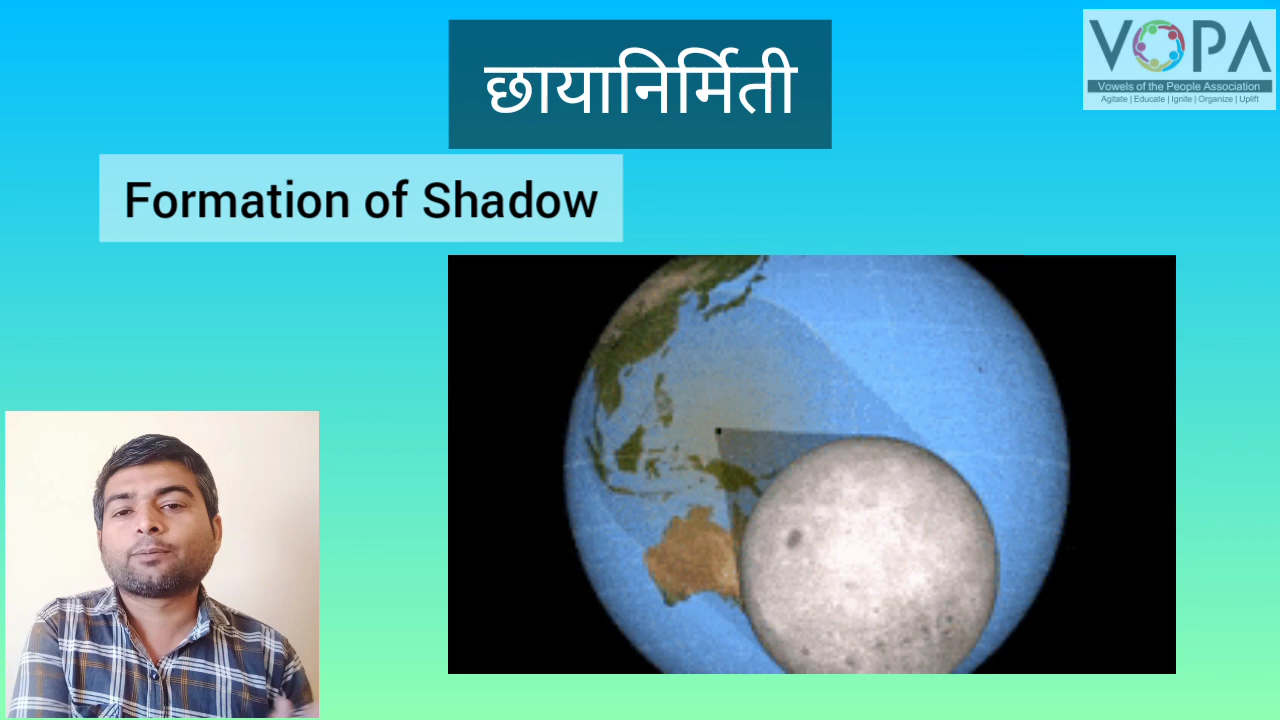 छायानिर्मिती
VOPA
Vowels of the People Association
Agitate | Educate | Ignite | Organize | Uplift
Formation of Shadow